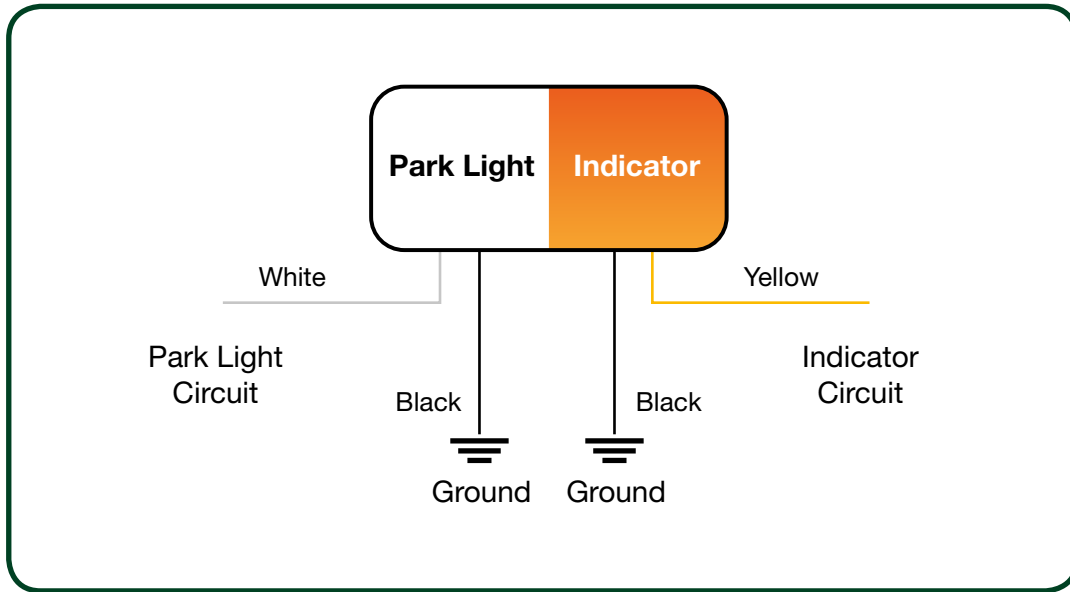 Park Light
Indicator
White
Yellow
Park Light
Circuit
Indicator
Circuit
Black
Black
Ground
Ground